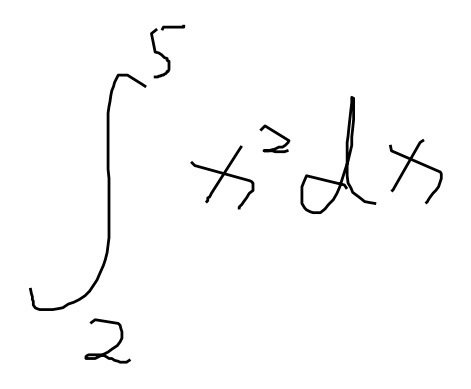 ∫₂⁵ x² dx